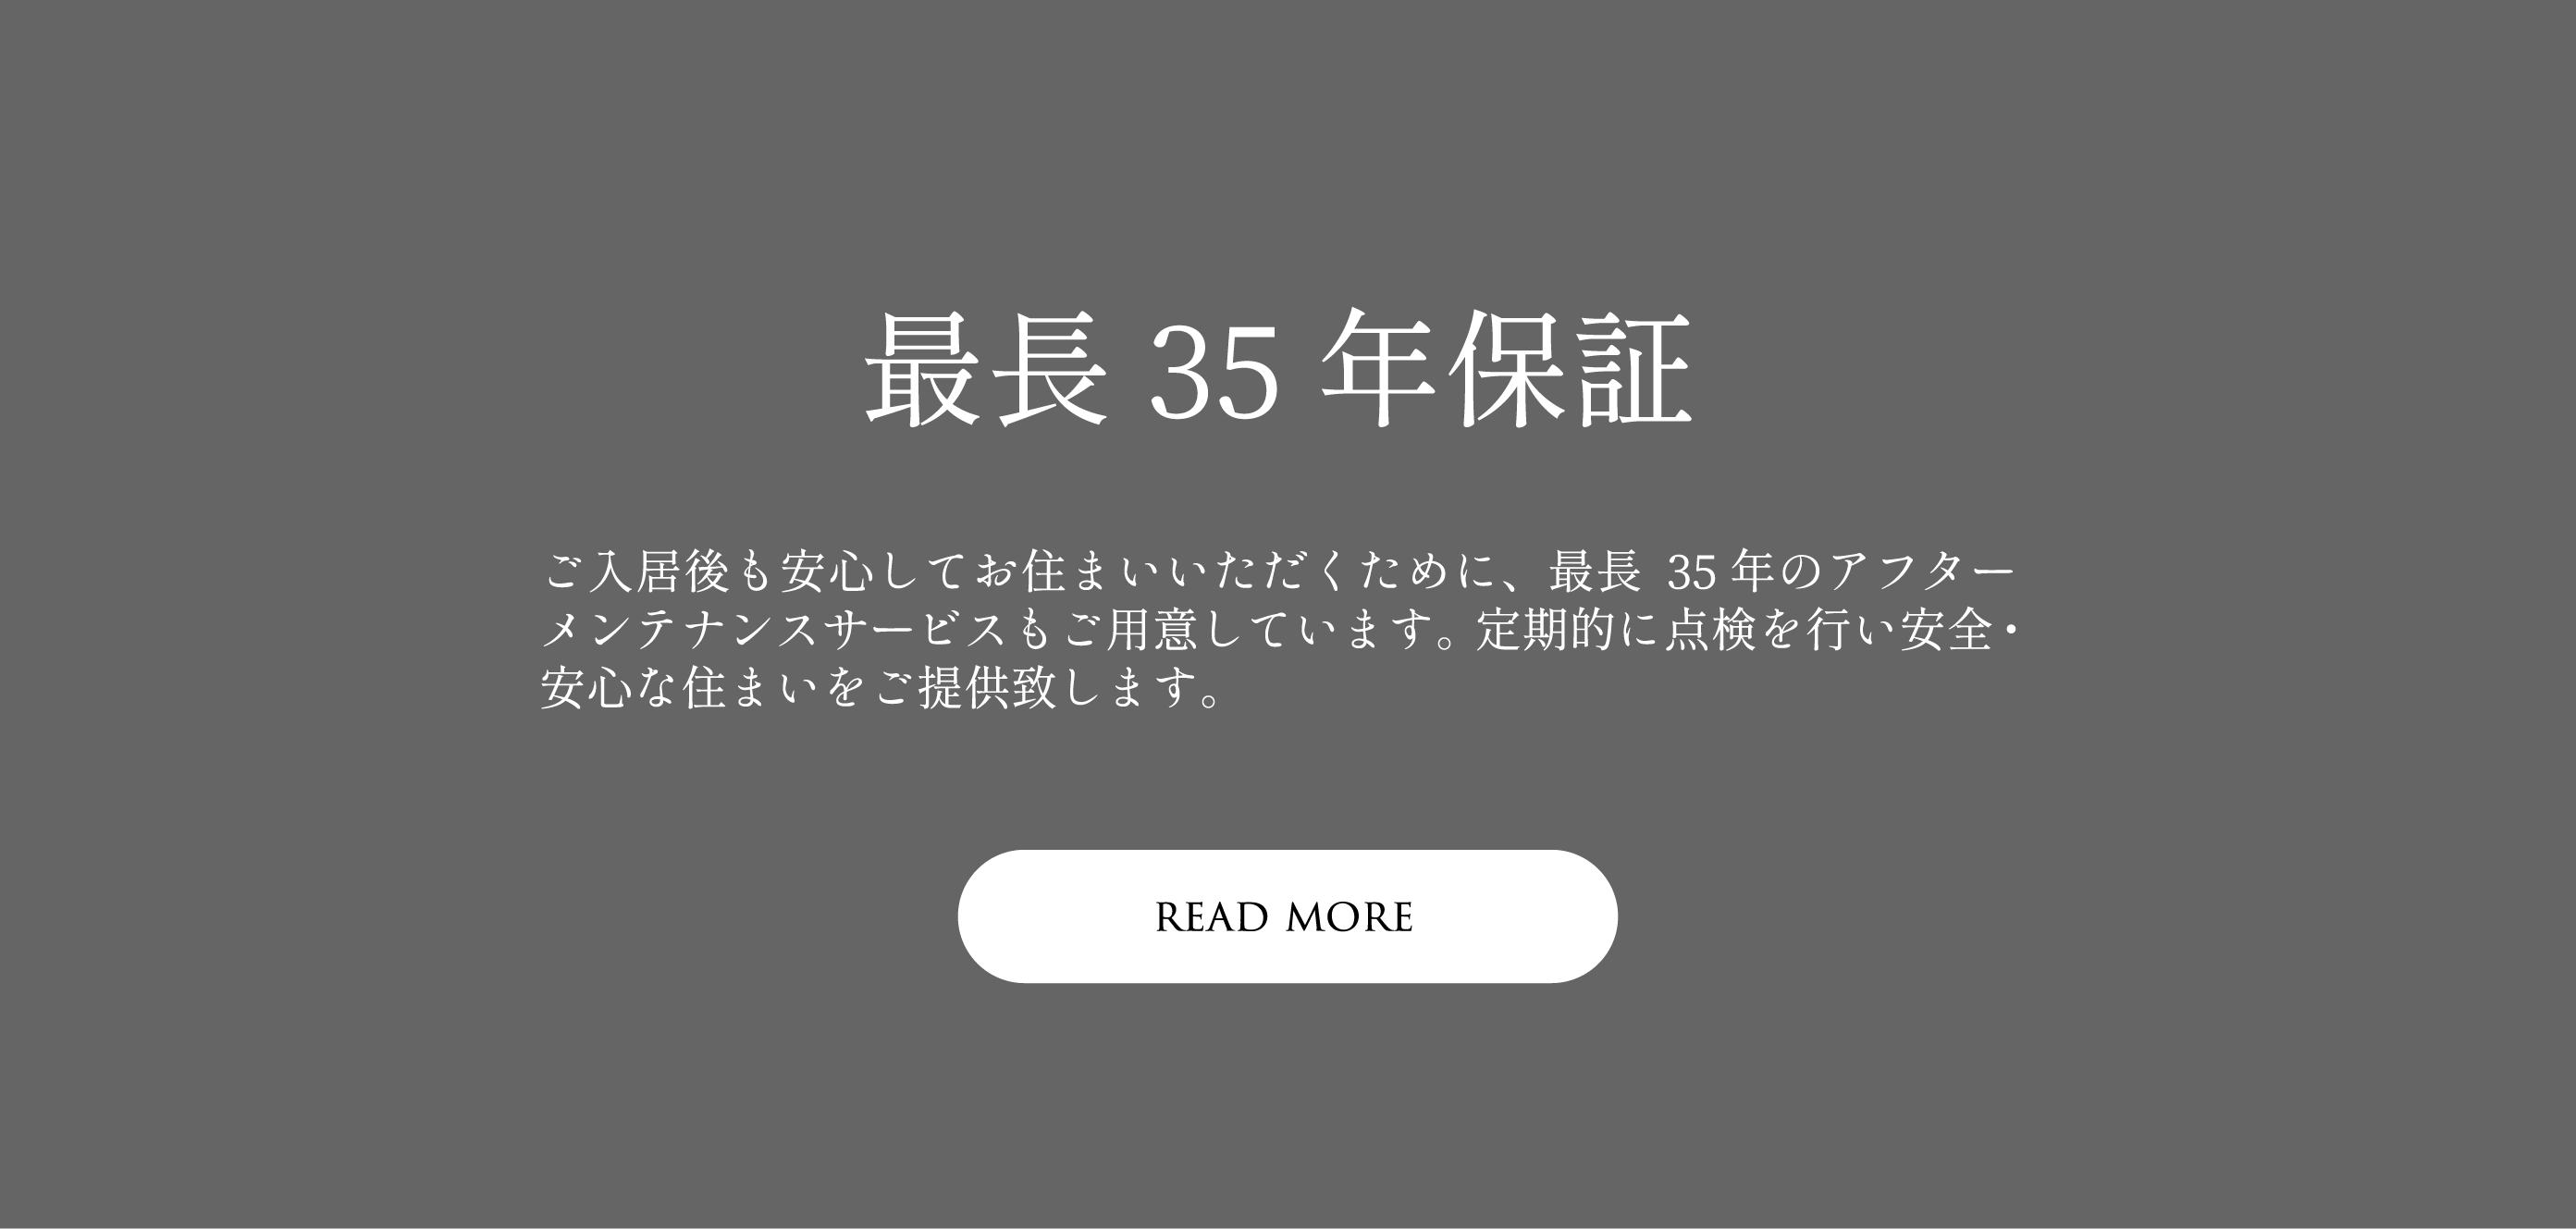 最長 35 年保証
ご入居後も安心してお住まいいただくために、最長 35 年のアフター
メンテナンスサービスもご用意しています。定期的に点検を行い安全・
安心な住まいをご提供致します。
READ MORE